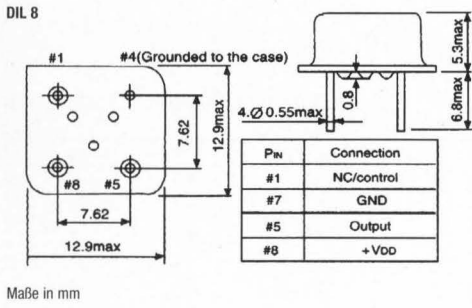 DIL 8
#1 #4(Grounded to the case)
7.62
12.9max
#8 #5
7.62
12.9max
5.3max
6.8max
0.8
4.Ø 0.55max
PIN Connection
#1 NC/control
#7 GND
#5 Output
#8 +VDD
Maße in mm